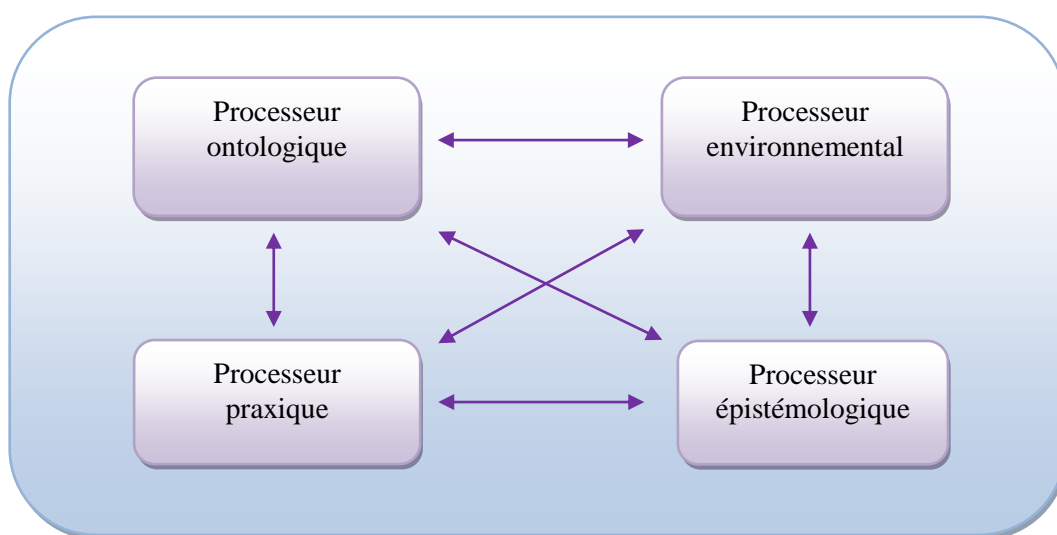 Processeur
ontologique
Processeur
environnemental
Processeur
praxique
Processeur
épistémologique